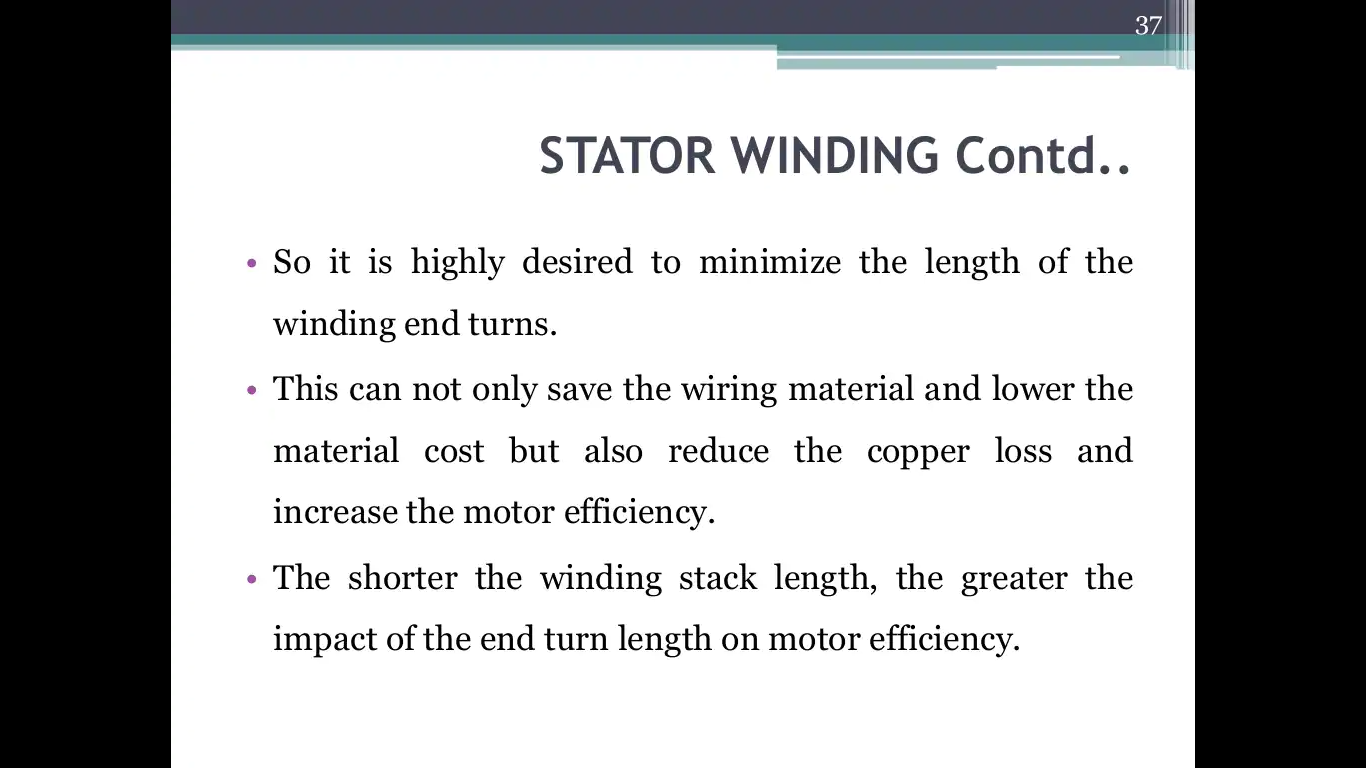 37
STATOR WINDING Contd..
• So it is highly desired to minimize the length of the
winding end turns.
• This can not only save the wiring material and lower the
material cost but also reduce the copper loss and
increase the motor efficiency.
• The shorter the winding stack length, the greater the
impact of the end turn length on motor efficiency.